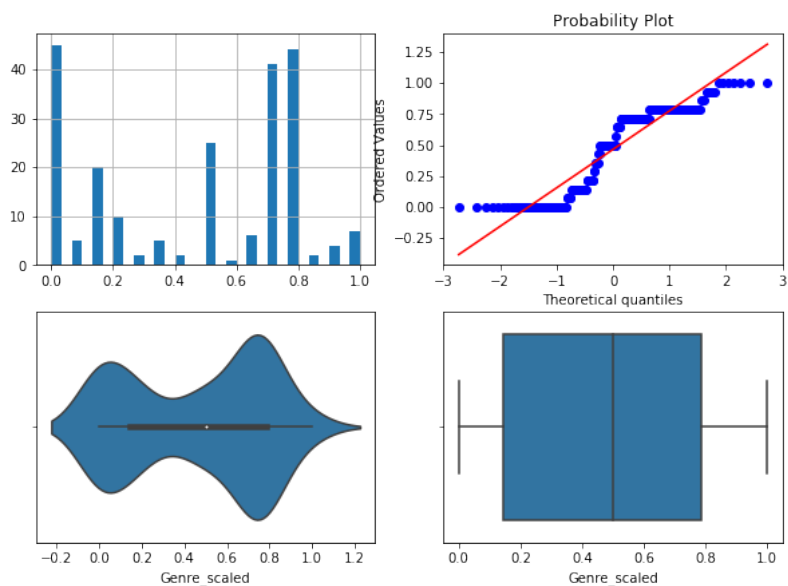 Probability Plot
40
30
20
10
0
0.0 0.2 0.4 0.6 0.8 1.0
Ordered Values
1.25
1.00
0.75
0.50
0.25
0.00
−0.25
−3 −2 −1 0 1 2 3
Theoretical quantiles
−0.2 0.0 0.2 0.4 0.6 0.8 1.0 1.2
Genre_scaled
0.0 0.2 0.4 0.6 0.8 1.0
Genre_scaled